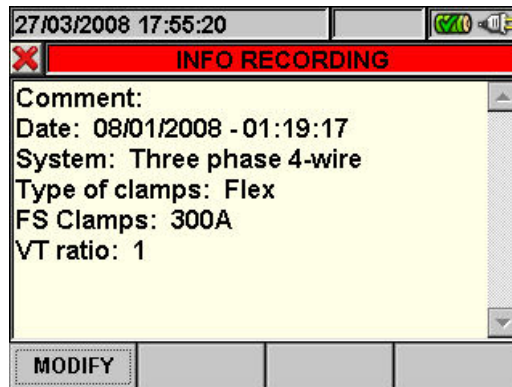 27/03/2008 17:55:20
INFO RECORDING
Comment:
Date: 08/01/2008 - 01:19:17
System: Three phase 4-wire
Type of clamps: Flex
FS Clamps: 300A
VT ratio: 1
MODIFY